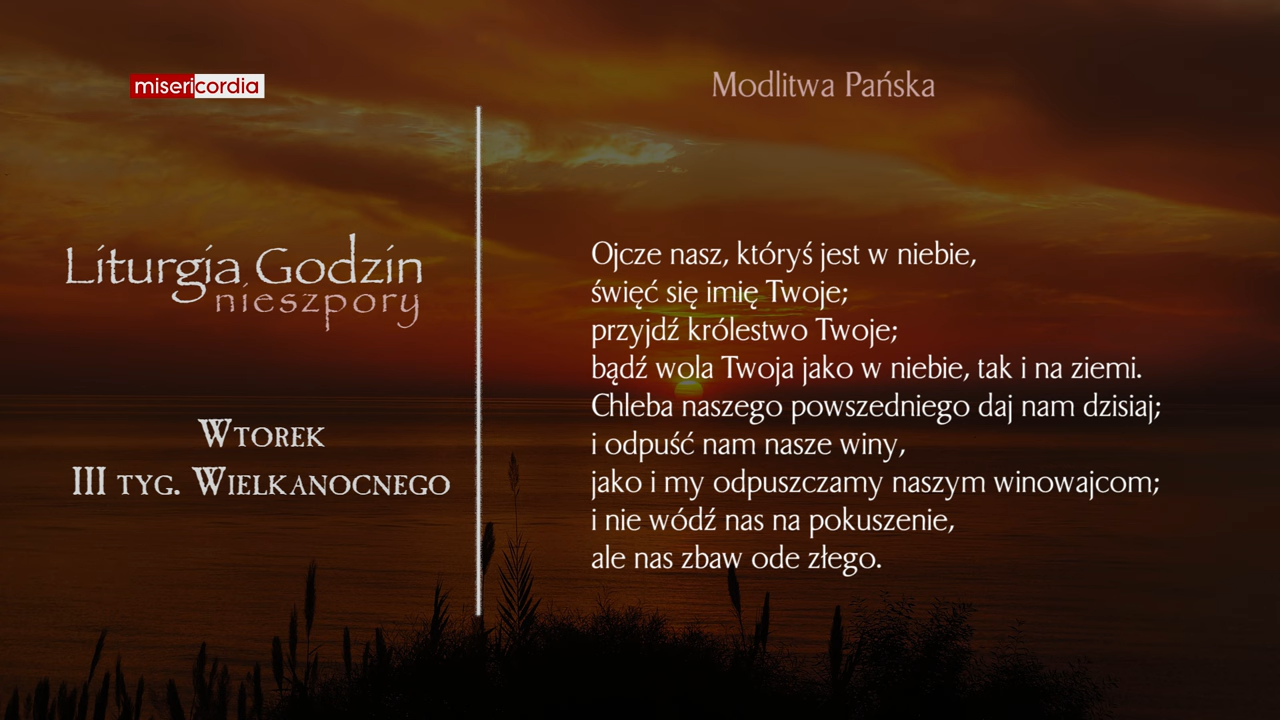 misericordia
Liturgia Godzin
nieszpory
Wtorek
III tyg. Wielkanocnego
Modlitwa Pańska
Ojcze nasz, któryś jest w niebie,
święć się imię Twoje;
przyjdź królestwo Twoje;
bądź wola Twoja jako w niebie, tak i na ziemi.
Chleba naszego powszedniego daj nam dzisiaj;
i odpuść nam nasze winy,
jako i my odpuszczamy naszym winowajcom;
i nie wódź nas na pokuszenie,
ale nas zbaw ode złego.